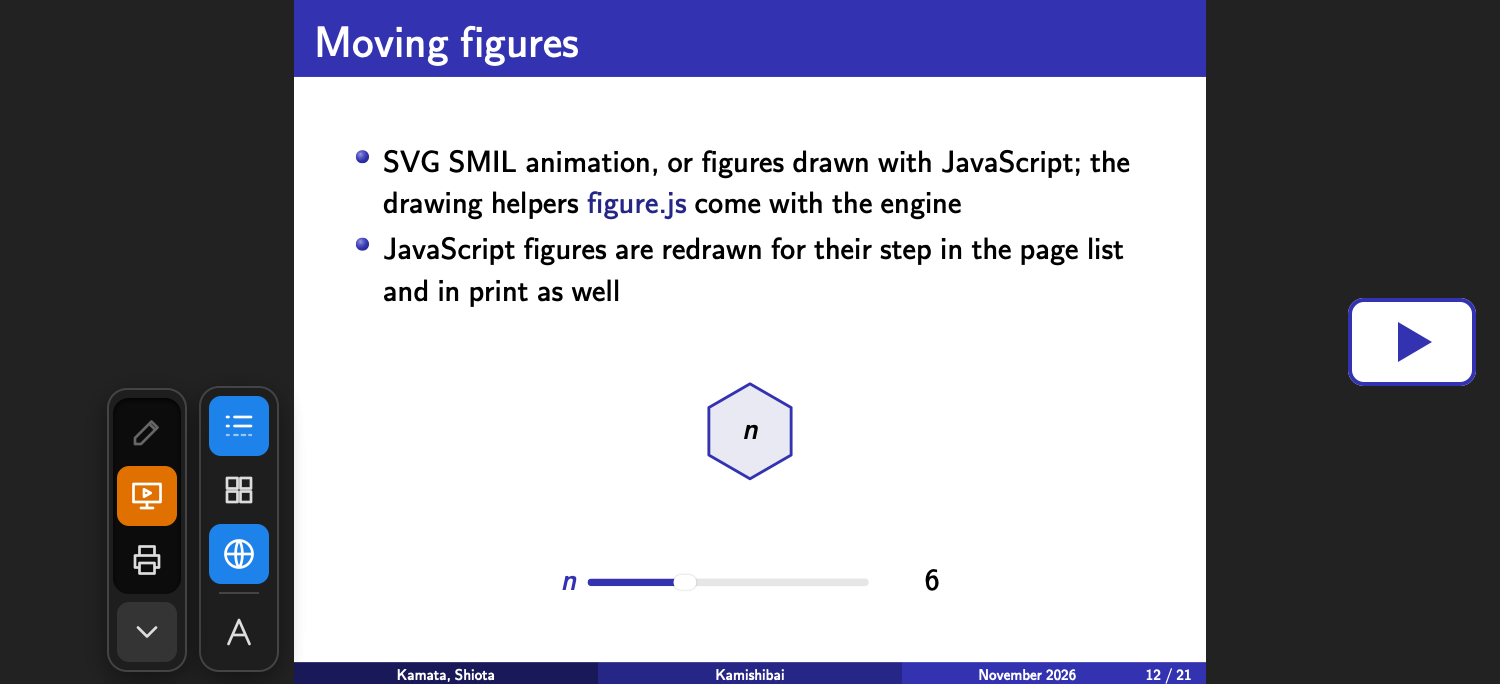 Moving figures
SVG SMIL animation, or figures drawn with JavaScript; the
drawing helpers figure.js come with the engine
JavaScript figures are redrawn for their step in the page list
and in print as well
n
n 6
A
Kamata, Shiota Kamishibai November 2026 12 / 21